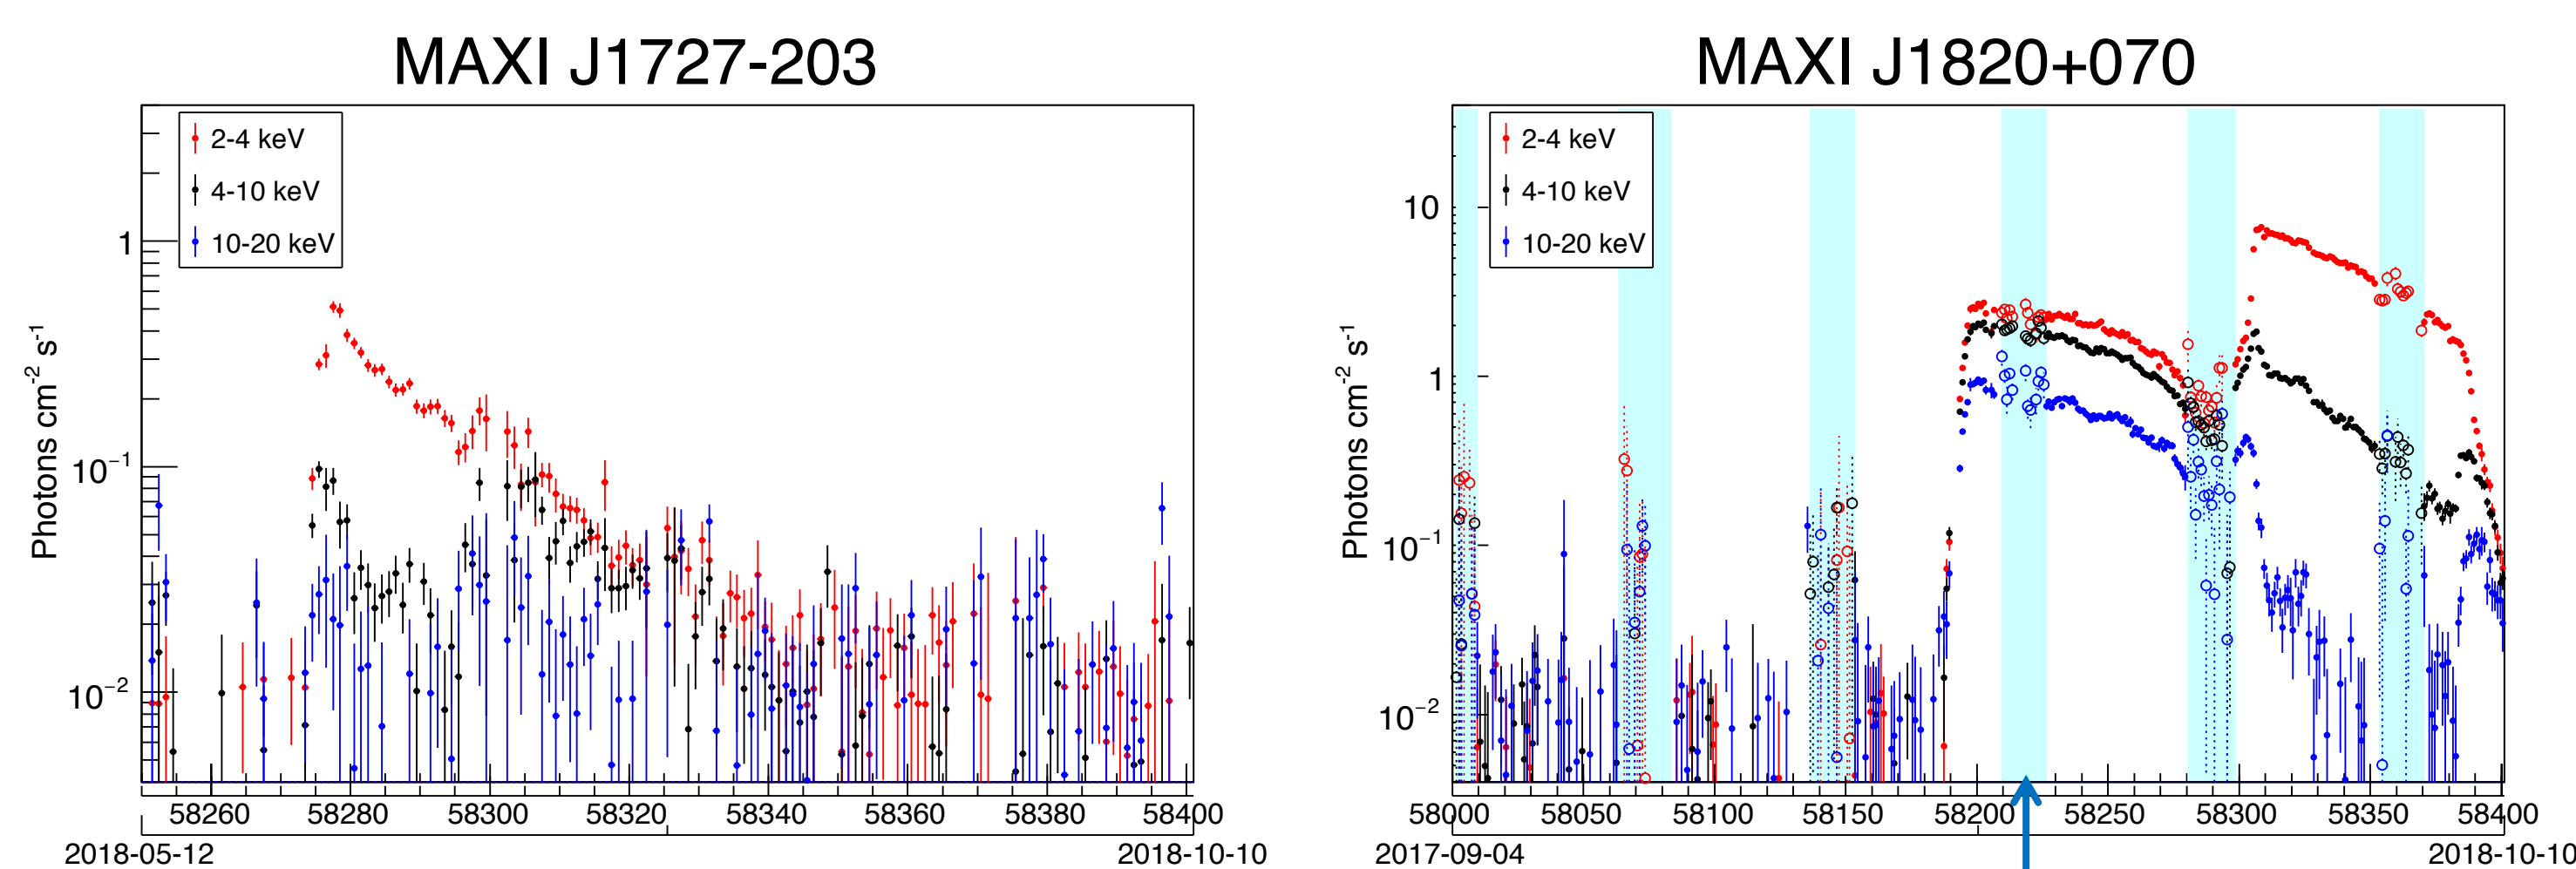 MAXI J1727-203
2-4 keV
4-10 keV
10-20 keV
1
10⁻¹
10⁻²
Photons cm⁻² s⁻¹
58260 58280 58300 58320 58340 58360 58380 58400
2018-05-12 2018-10-10
MAXI J1820+070
2-4 keV
4-10 keV
10-20 keV
10
1
10⁻¹
10⁻²
Photons cm⁻² s⁻¹
58000 58050 58100 58150 58200 58250 58300 58350 58400
2017-09-04 2018-10-10